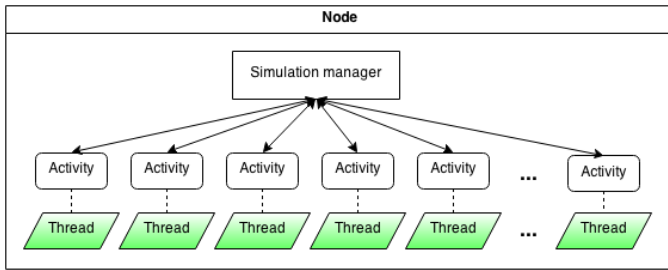 Node
Simulation manager
Activity Activity Activity Activity Activity ... Activity
Thread Thread Thread Thread Thread ... Thread